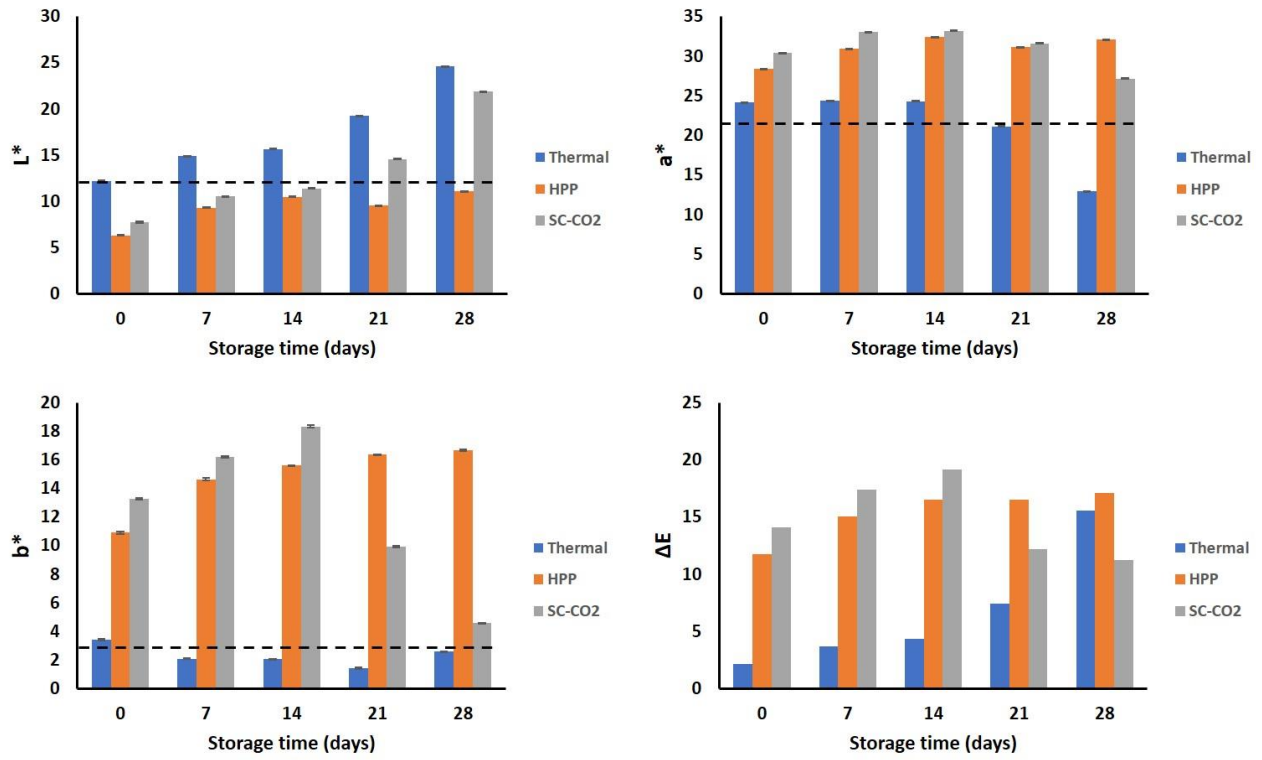 30
25
20
15
10
5
0
L*
0 7 14 21 28
Storage time (days)
Thermal
HPP
SC-CO2
35
30
25
20
15
10
5
0
a*
0 7 14 21 28
Storage time (days)
Thermal
HPP
SC-CO2
20
18
16
14
12
10
8
6
4
2
0
b*
0 7 14 21 28
Storage time (days)
Thermal
HPP
SC-CO2
25
20
15
10
5
0
ΔE
0 7 14 21 28
Storage time (days)
Thermal
HPP
SC-CO2